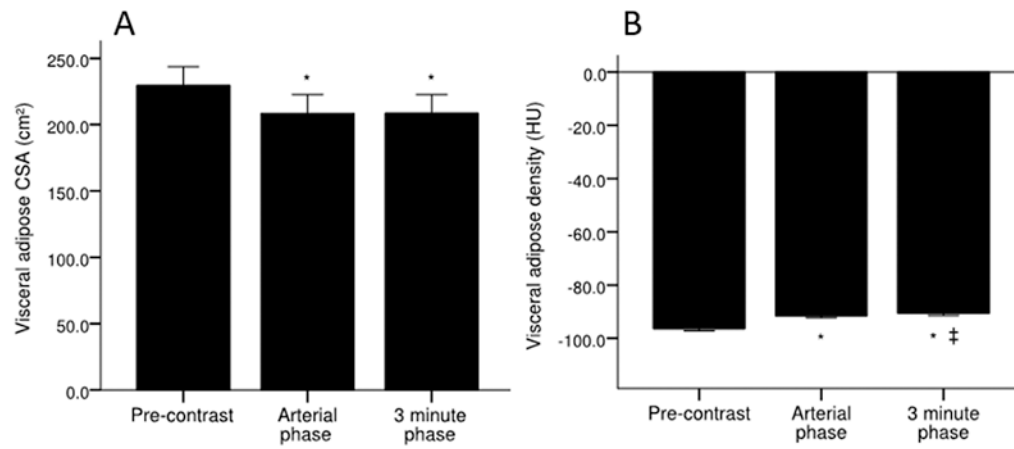 A
B
Visceral adipose CSA (cm²)
250.0
200.0
150.0
100.0
50.0
0.0
*
*
Pre-contrast
Arterial
phase
3 minute
phase
Visceral adipose density (HU)
0.0
-20.0
-40.0
-60.0
-80.0
-100.0
*
* ‡
Pre-contrast
Arterial
phase
3 minute
phase